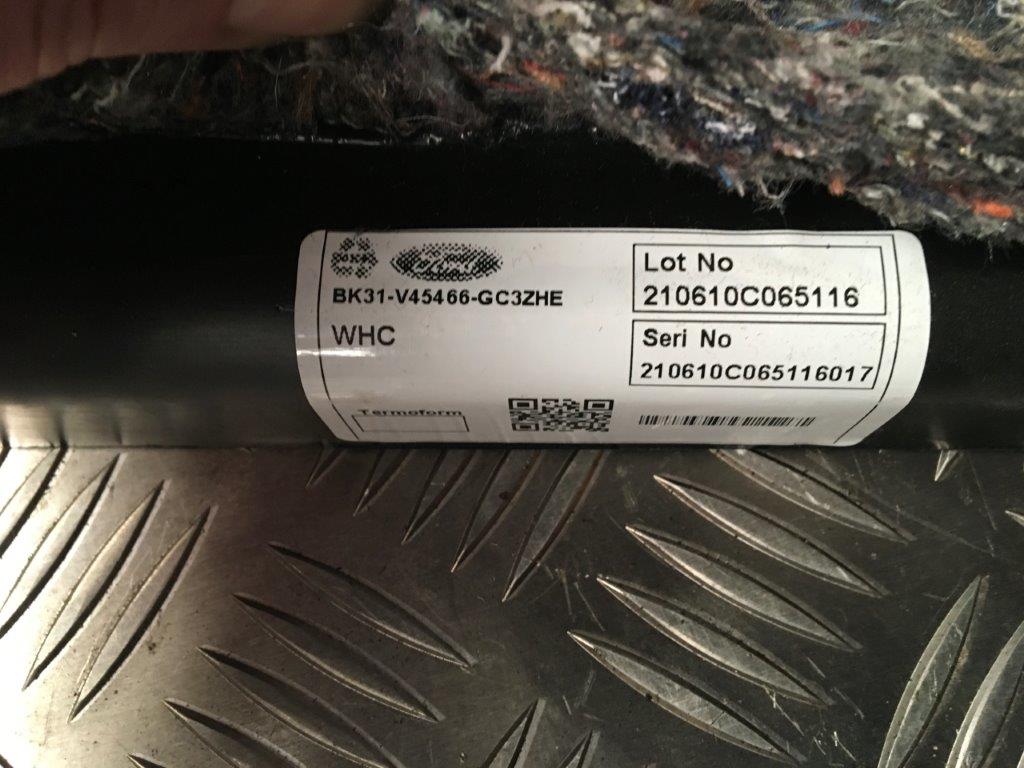 BK31-V45466-GC3ZHE
WHC
Termoform
Lot No
210610C065116
Seri No
210610C065116017